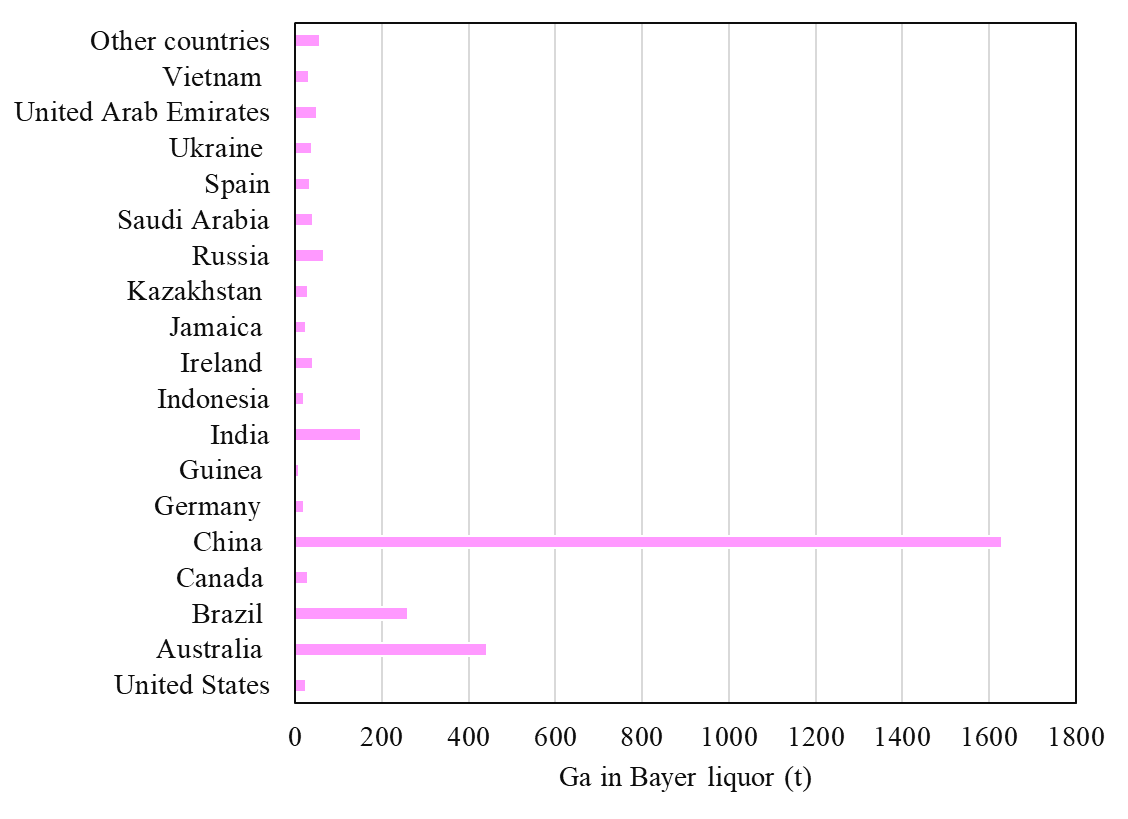 Other countries
Vietnam
United Arab Emirates
Ukraine
Spain
Saudi Arabia
Russia
Kazakhstan
Jamaica
Ireland
Indonesia
India
Guinea
Germany
China
Canada
Brazil
Australia
United States
0 200 400 600 800 1000 1200 1400 1600 1800
Ga in Bayer liquor (t)